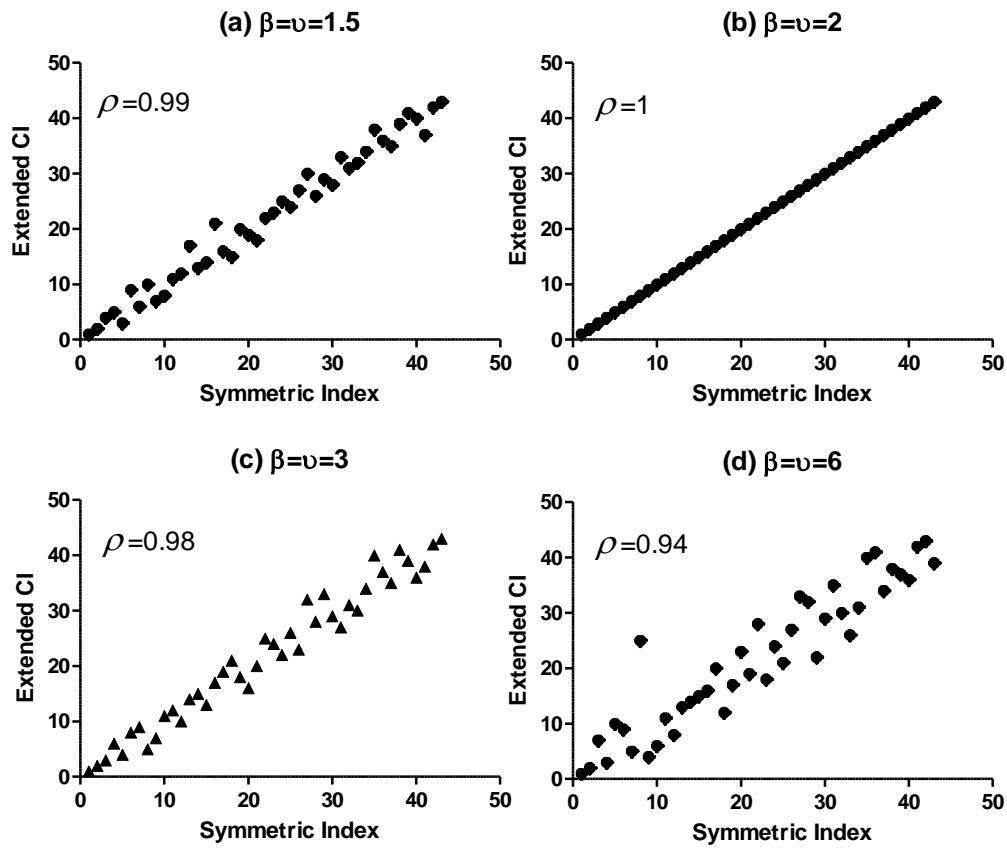 (a) β=υ=1.5
ρ=0.99
Extended CI
50
40
30
20
10
0
0 10 20 30 40 50
Symmetric Index
(b) β=υ=2
ρ=1
Extended CI
50
40
30
20
10
0
0 10 20 30 40 50
Symmetric Index
(c) β=υ=3
ρ=0.98
Extended CI
50
40
30
20
10
0
0 10 20 30 40 50
Symmetric Index
(d) β=υ=6
ρ=0.94
Extended CI
50
40
30
20
10
0
0 10 20 30 40 50
Symmetric Index